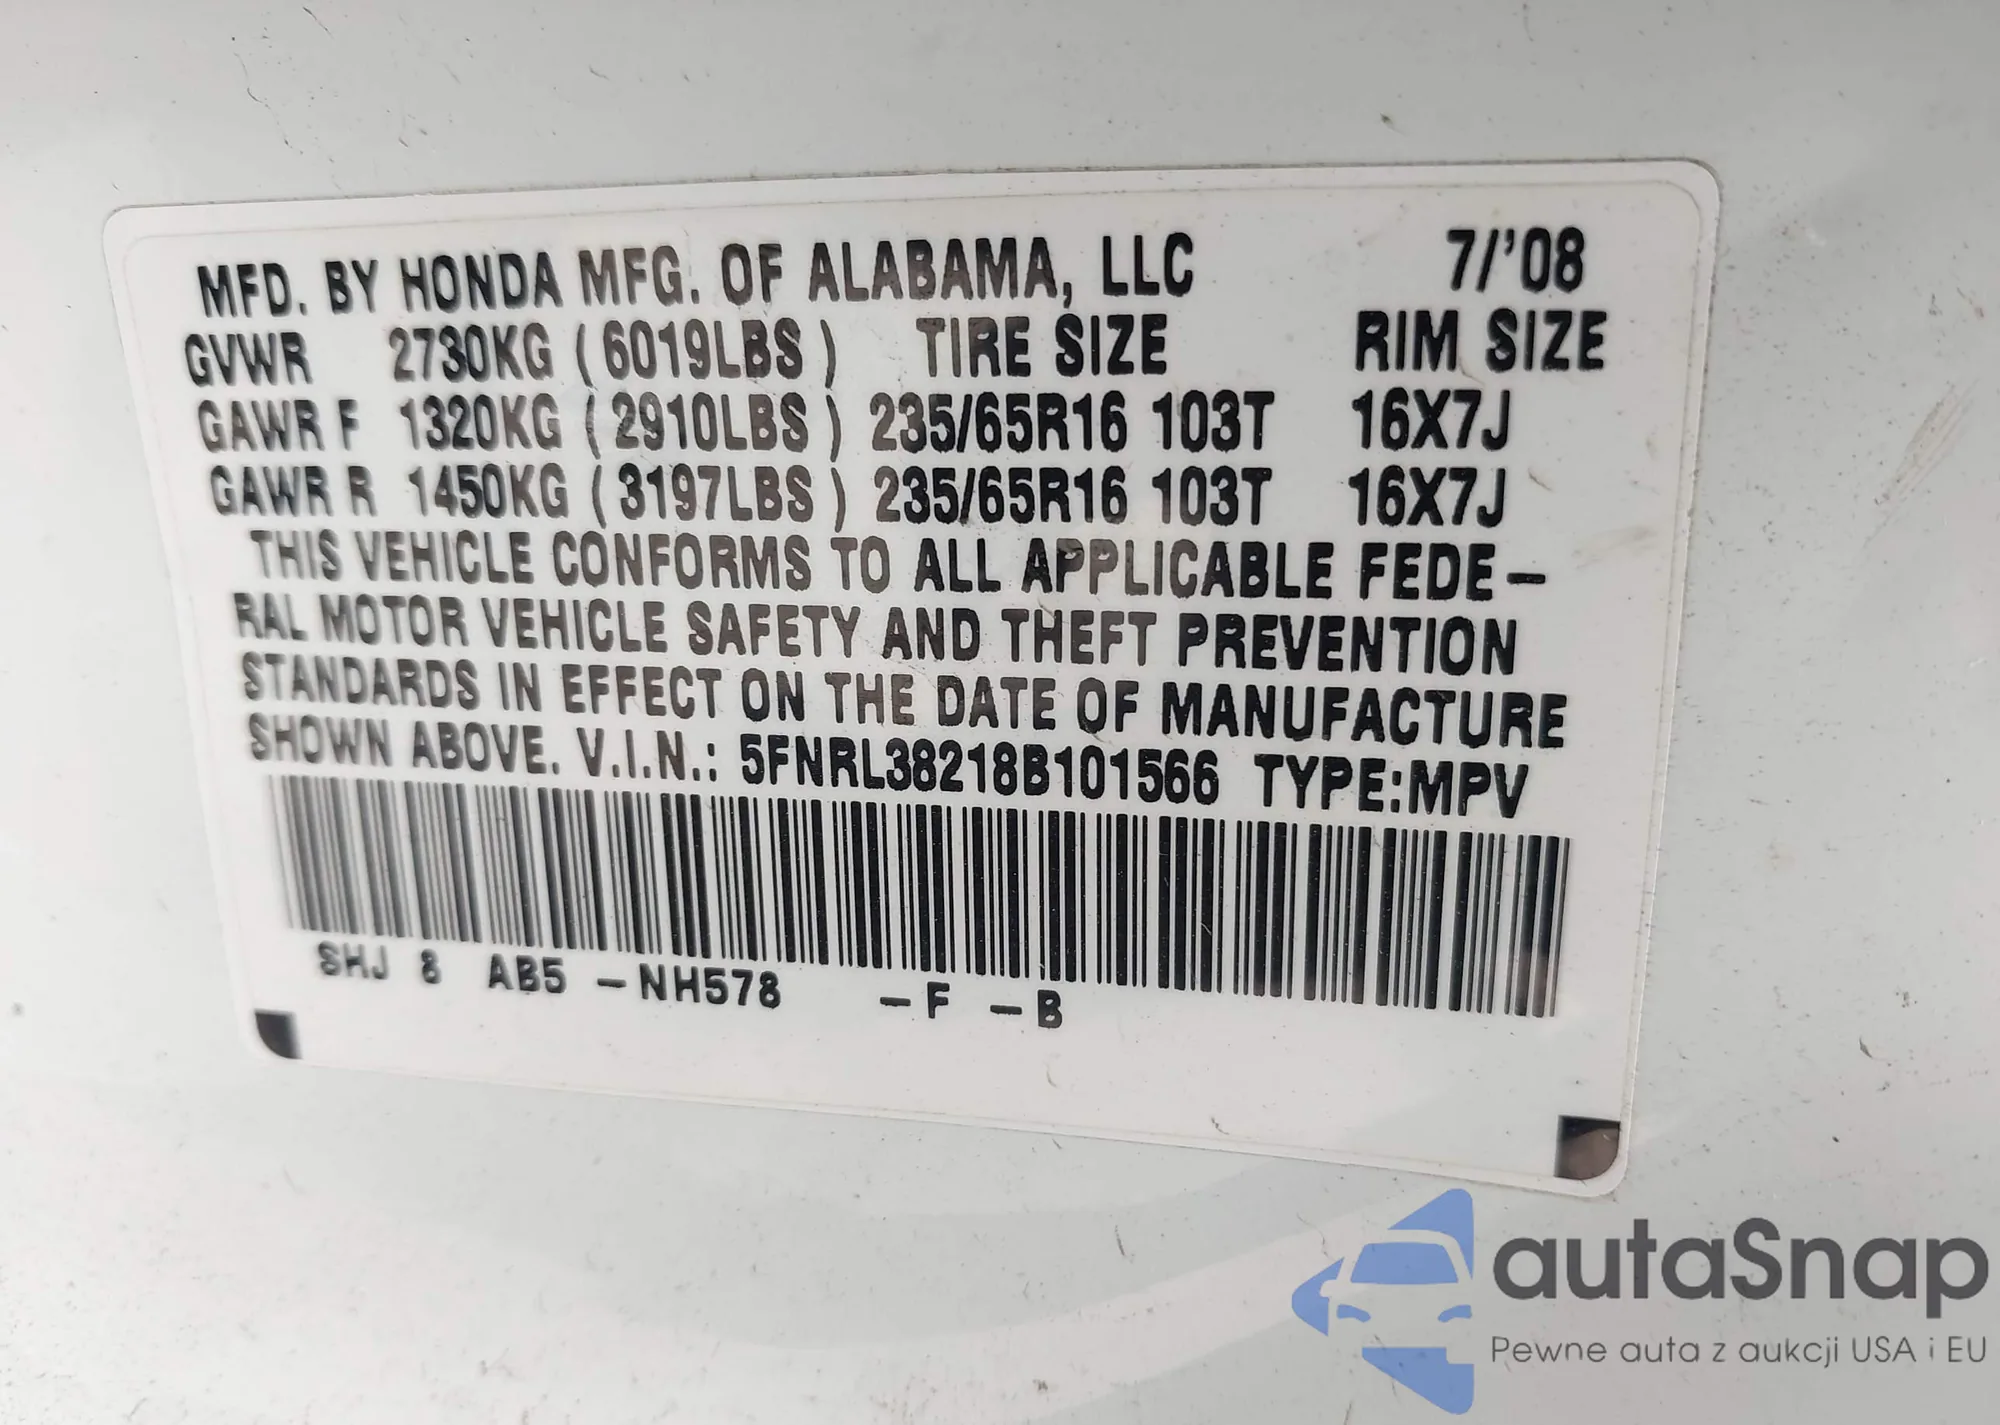 MFD. BY HONDA MFG. OF ALABAMA, LLC 7/'08
GVWR 2730KG (6019LBS) TIRE SIZE RIM SIZE
GAWR F 1320KG (2910LBS) 235/65R16 103T 16X7J
GAWR R 1450KG (3197LBS) 235/65R16 103T 16X7J
THIS VEHICLE CONFORMS TO ALL APPLICABLE FEDE-
RAL MOTOR VEHICLE SAFETY AND THEFT PREVENTION
STANDARDS IN EFFECT ON THE DATE OF MANUFACTURE
SHOWN ABOVE. V.I.N.: 5FNRL38218B101566 TYPE:MPV
SHJ 8 AB5 -NH578 -F -B
autaSnap
Pewne auta z aukcji USA i EU